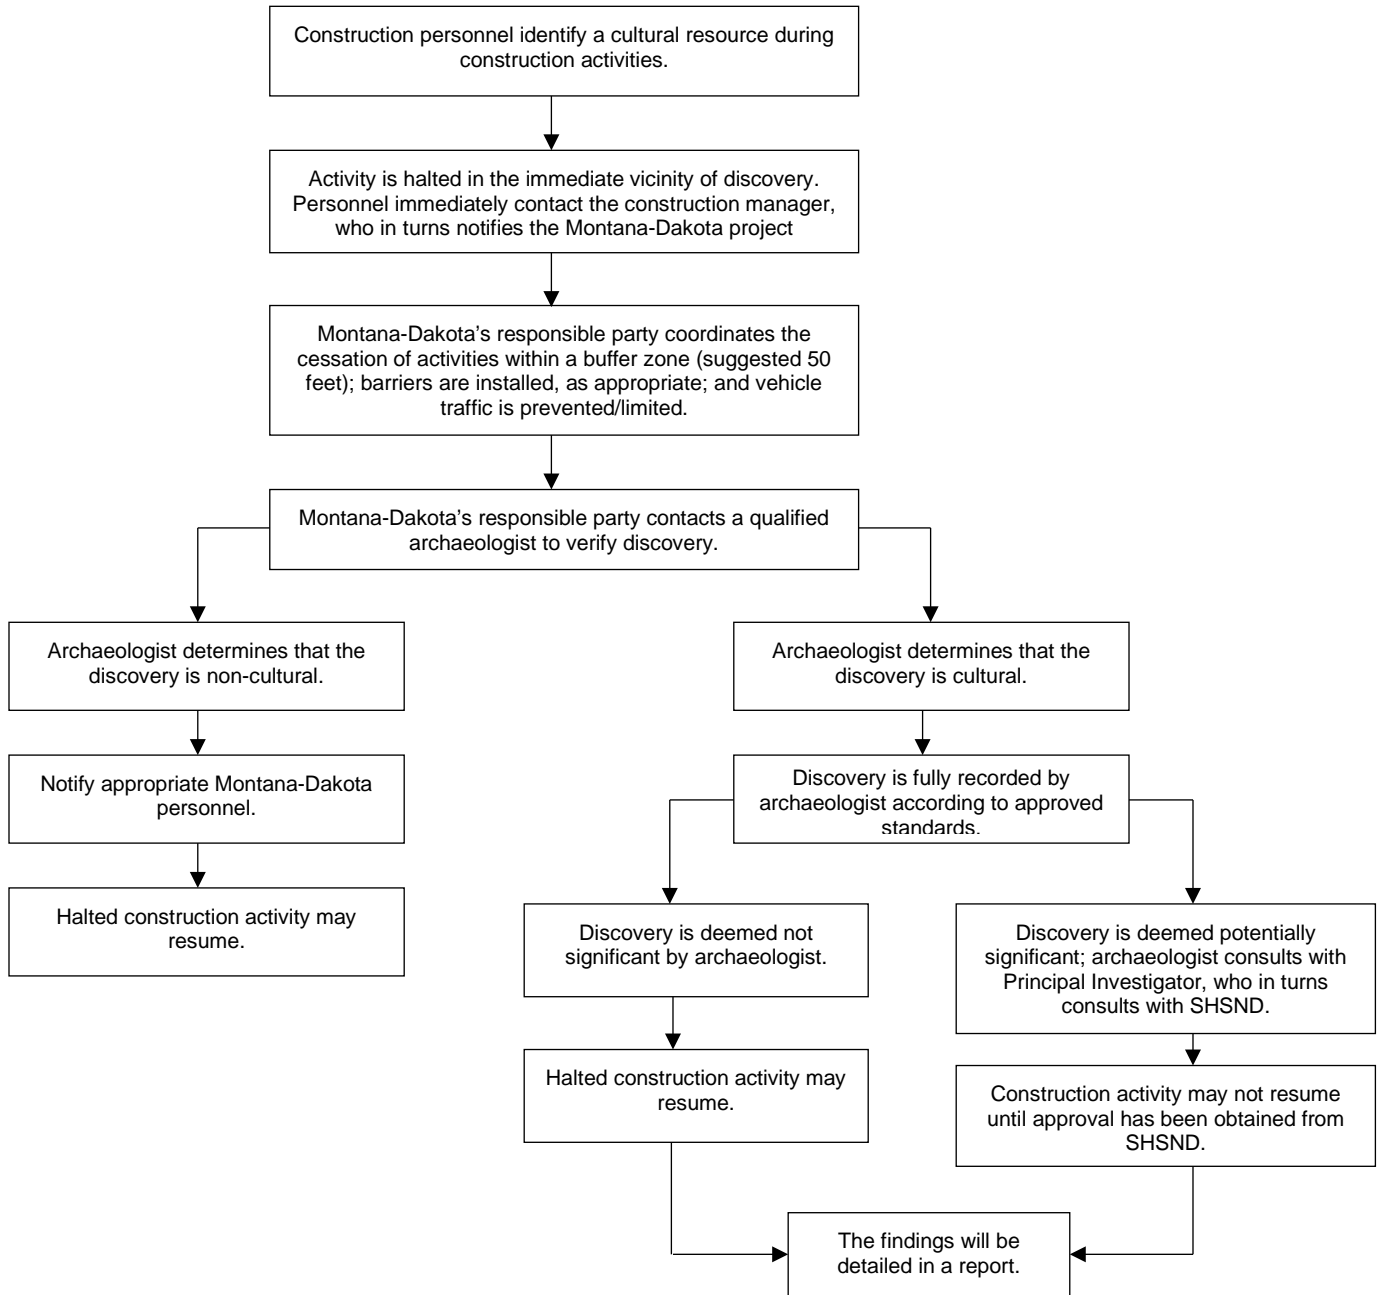 Construction personnel identify a cultural resource during
construction activities.
Activity is halted in the immediate vicinity of discovery.
Personnel immediately contact the construction manager,
who in turns notifies the Montana-Dakota project
Montana-Dakota’s responsible party coordinates the
cessation of activities within a buffer zone (suggested 50
feet); barriers are installed, as appropriate; and vehicle
traffic is prevented/limited.
Montana-Dakota’s responsible party contacts a qualified
archaeologist to verify discovery.
Archaeologist determines that the
discovery is non-cultural.
Archaeologist determines that the
discovery is cultural.
Notify appropriate Montana-Dakota
personnel.
Discovery is fully recorded by
archaeologist according to approved
standards.
Halted construction activity may
resume.
Discovery is deemed not
significant by archaeologist.
Discovery is deemed potentially
significant; archaeologist consults with
Principal Investigator, who in turns
consults with SHSND.
Halted construction activity may
resume.
Construction activity may not resume
until approval has been obtained from
SHSND.
The findings will be
detailed in a report.